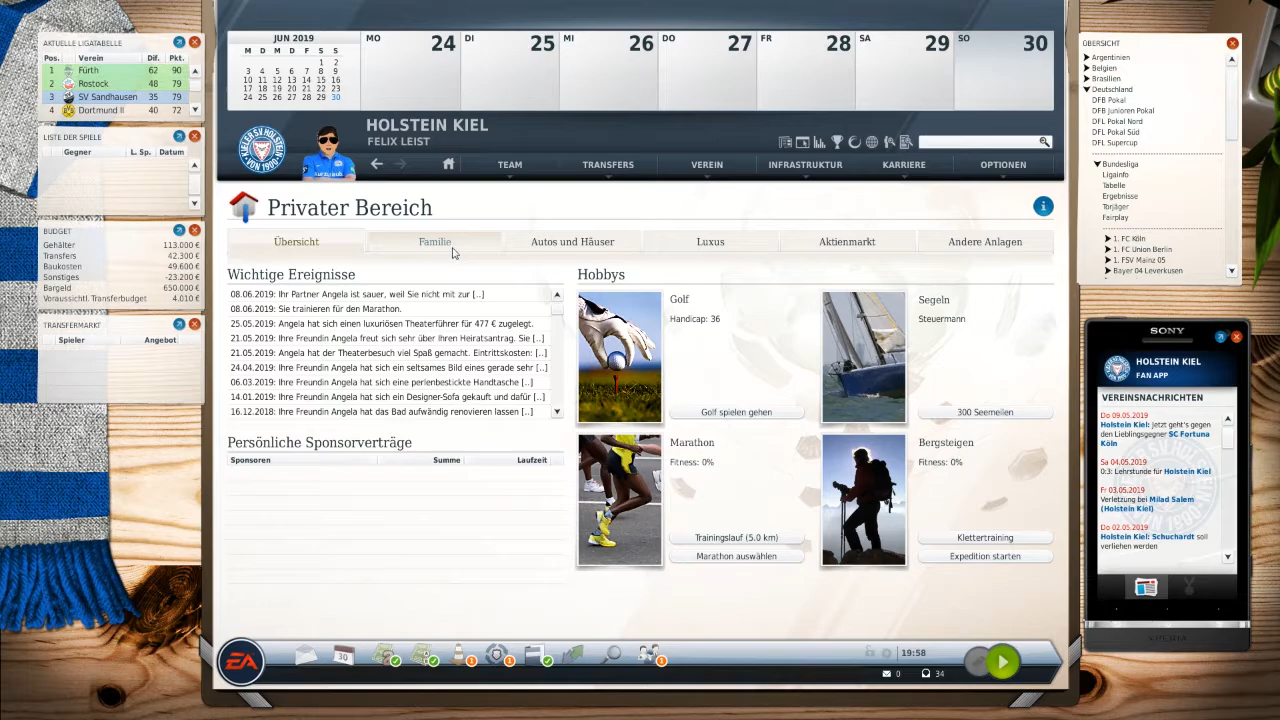 AKTUELLE LIGATABELLE
Pos. Verein Dif. Pkt.
1 Fürth 62 90
2 Rostock 48 79
3 SV Sandhausen 35 79
4 Dortmund II 40 72
LISTE DER SPIELE
Gegner L. Sp. Datum
BUDGET
Gehälter 113.000 €
Transfers 42.300 €
Baukosten 49.600 €
Sonstiges -23.200 €
Bargeld 650.000 €
Voraussichtl. Transferbudget 4.010 €
TRANSFERMARKT
Spieler Angebot
JUN 2019
M D M D F S S
1 2
3 4 5 6 7 8 9
10 11 12 13 14 15 16
17 18 19 20 21 22 23
24 25 26 27 28 29 30
MO 24
DI 25
MI 26
DO 27
FR 28
SA 29
SO 30
HOLSTEIN KIEL
FELIX LEIST
TEAM TRANSFERS VEREIN INFRASTRUKTUR KARRIERE OPTIONEN
Privater Bereich
Übersicht Familie Autos und Häuser Luxus Aktienmarkt Andere Anlagen
Wichtige Ereignisse
08.06.2019: Ihr Partner Angela ist sauer, weil Sie nicht mit zur [..]
08.06.2019: Sie trainieren für den Marathon.
25.05.2019: Angela hat sich einen luxuriösen Theaterführer für 477 € zugelegt.
21.05.2019: Ihre Freundin Angela freut sich sehr über Ihren Heiratsantrag. Sie [..]
21.05.2019: Angela hat der Theaterbesuch viel Spaß gemacht. Eintrittskosten: [..]
24.04.2019: Ihre Freundin Angela hat sich ein seltsames Bild eines gerade sehr [..]
06.03.2019: Ihre Freundin Angela hat sich eine perlenbestickte Handtasche [..]
14.01.2019: Ihre Freundin Angela hat sich ein Designer-Sofa gekauft und dafür [..]
16.12.2018: Ihre Freundin Angela hat das Bad aufwändig renovieren lassen [..]
Persönliche Sponsorverträge
Sponsoren Summe Laufzeit
Hobbys
Golf
Handicap: 36
Golf spielen gehen
Segeln
Steuermann
300 Seemeilen
Marathon
Fitness: 0%
Trainingslauf (5.0 km)
Marathon auswählen
Bergsteigen
Fitness: 0%
Klettertraining
Expedition starten
EA
30
1
1
1
19:58
0
34
ÜBERSICHT
Argentinien
Belgien
Brasilien
Deutschland
DFB Pokal
DFB Junioren Pokal
DFL Pokal Nord
DFL Pokal Süd
DFL Supercup
Bundesliga
Ligainfo
Tabelle
Ergebnisse
Torjäger
Fairplay
1. FC Köln
1. FC Union Berlin
1. FSV Mainz 05
Bayer 04 Leverkusen
SONY
HOLSTEIN KIEL
FAN APP
VEREINSNACHRICHTEN
Do 09.05.2019
Holstein Kiel: Jetzt geht's gegen
den Lieblingsgegner SC Fortuna
Köln
Sa 04.05.2019
0:3: Lehrstunde für Holstein Kiel
Fr 03.05.2019
Verletzung bei Milad Salem
(Holstein Kiel)
Do 02.05.2019
Holstein Kiel: Schuchardt soll
verliehen werden
XPERIA